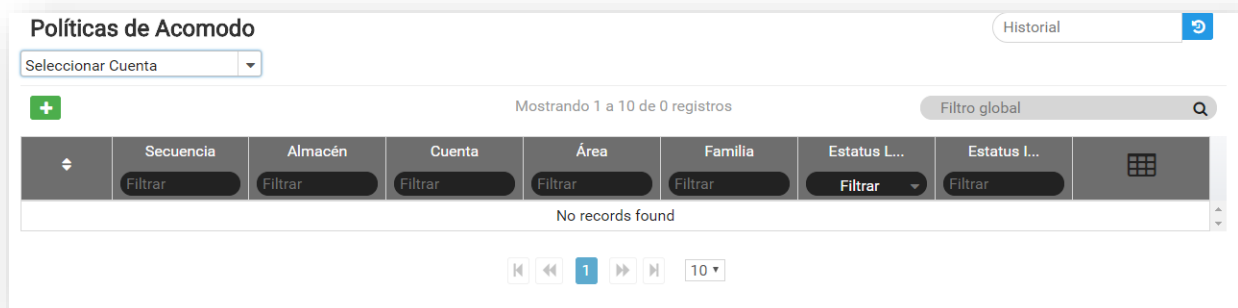 Políticas de Acomodo
Historial
Seleccionar Cuenta
Mostrando 1 a 10 de 0 registros
Filtro global
Secuencia Almacén Cuenta Área Familia Estatus L... Estatus I...
Filtrar Filtrar Filtrar Filtrar Filtrar Filtrar Filtrar
No records found
1 10